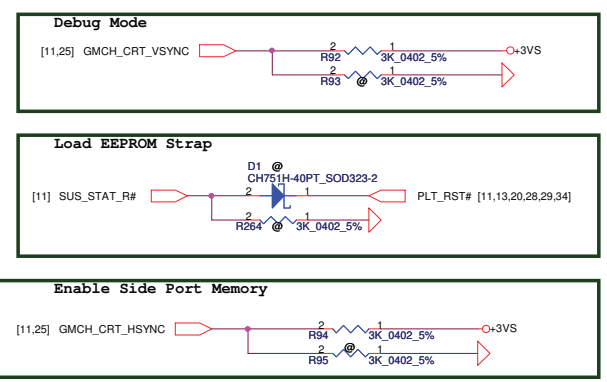 Debug Mode
[11,25] GMCH_CRT_VSYNC
2 1 +3VS
R92 3K_0402_5%
2 1
R93 @ 3K_0402_5%
Load EEPROM Strap
D1 @
CH751H-40PT_SOD323-2
[11] SUS_STAT_R# 2 1 PLT_RST# [11,13,20,28,29,34]
2 1
R264 @ 3K_0402_5%
Enable Side Port Memory
[11,25] GMCH_CRT_HSYNC 2 1 +3VS
R94 3K_0402_5%
2 @ 1
R95 3K_0402_5%